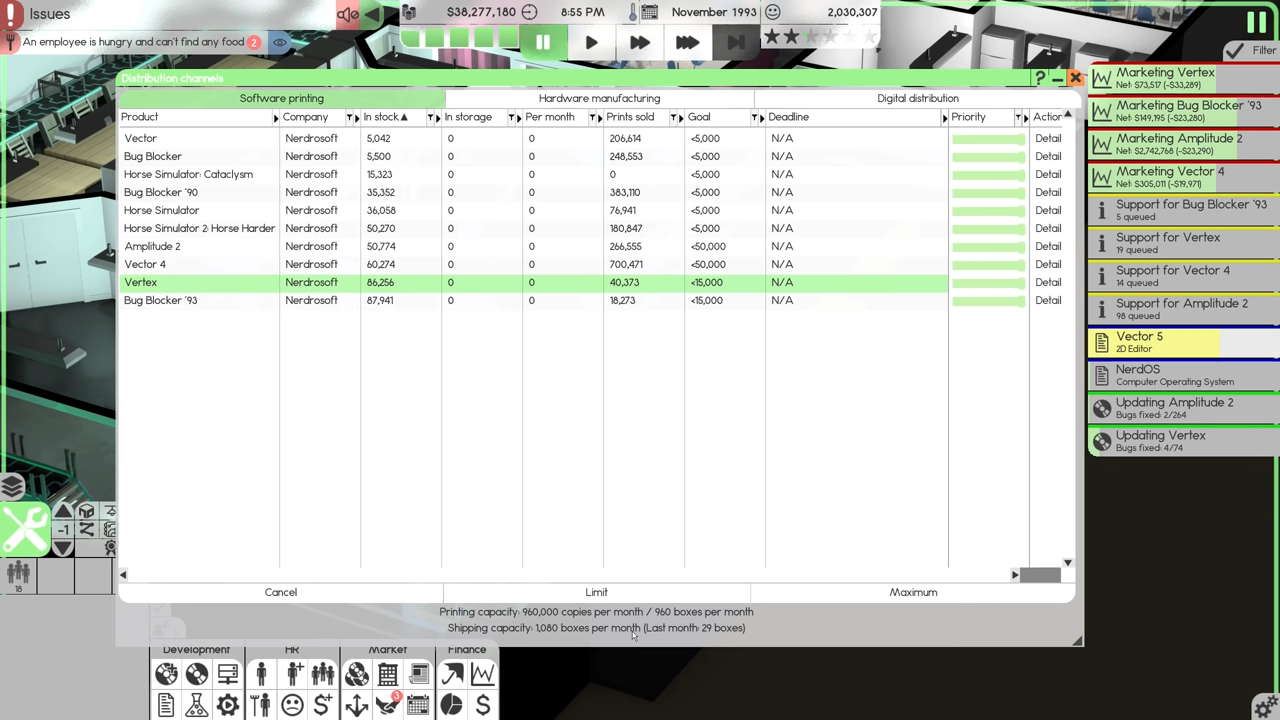 Issues
An employee is hungry and can't find any food 2
$38,277,180
8:55 PM
November 1993
2,030,307
Filter
Distribution channels
?
Software printing
Hardware manufacturing
Digital distribution
Product Company In stock In storage Per month Prints sold Goal Deadline Priority Action
Vector Nerdrosoft 5,042 0 0 206,614 <5,000 N/A Detail
Bug Blocker Nerdrosoft 5,500 0 0 248,553 <5,000 N/A Detail
Horse Simulator: Cataclysm Nerdrosoft 15,323 0 0 0 <5,000 N/A Detail
Bug Blocker '90 Nerdrosoft 35,352 0 0 383,110 <5,000 N/A Detail
Horse Simulator Nerdrosoft 36,058 0 0 76,941 <5,000 N/A Detail
Horse Simulator 2: Horse Harder Nerdrosoft 50,270 0 0 180,847 <5,000 N/A Detail
Amplitude 2 Nerdrosoft 50,774 0 0 266,555 <50,000 N/A Detail
Vector 4 Nerdrosoft 60,274 0 0 700,471 <50,000 N/A Detail
Vertex Nerdrosoft 86,256 0 0 40,373 <15,000 N/A Detail
Bug Blocker '93 Nerdrosoft 87,941 0 0 18,273 <15,000 N/A Detail
Cancel
Limit
Maximum
Printing capacity: 960,000 copies per month / 960 boxes per month
Shipping capacity: 1,080 boxes per month (Last month: 29 boxes)
Marketing Vertex
Net: $73,517 (-$33,289)
Marketing Bug Blocker '93
Net: $149,195 (-$23,280)
Marketing Amplitude 2
Net: $2,742,768 (-$23,290)
Marketing Vector 4
Net: $305,011 (-$19,971)
Support for Bug Blocker '93
5 queued
Support for Vertex
19 queued
Support for Vector 4
14 queued
Support for Amplitude 2
98 queued
Vector 5
2D Editor
NerdOS
Computer Operating System
Updating Amplitude 2
Bugs fixed: 2/264
Updating Vertex
Bugs fixed: 4/74
-1
18
Development
HR
Market
Finance
3